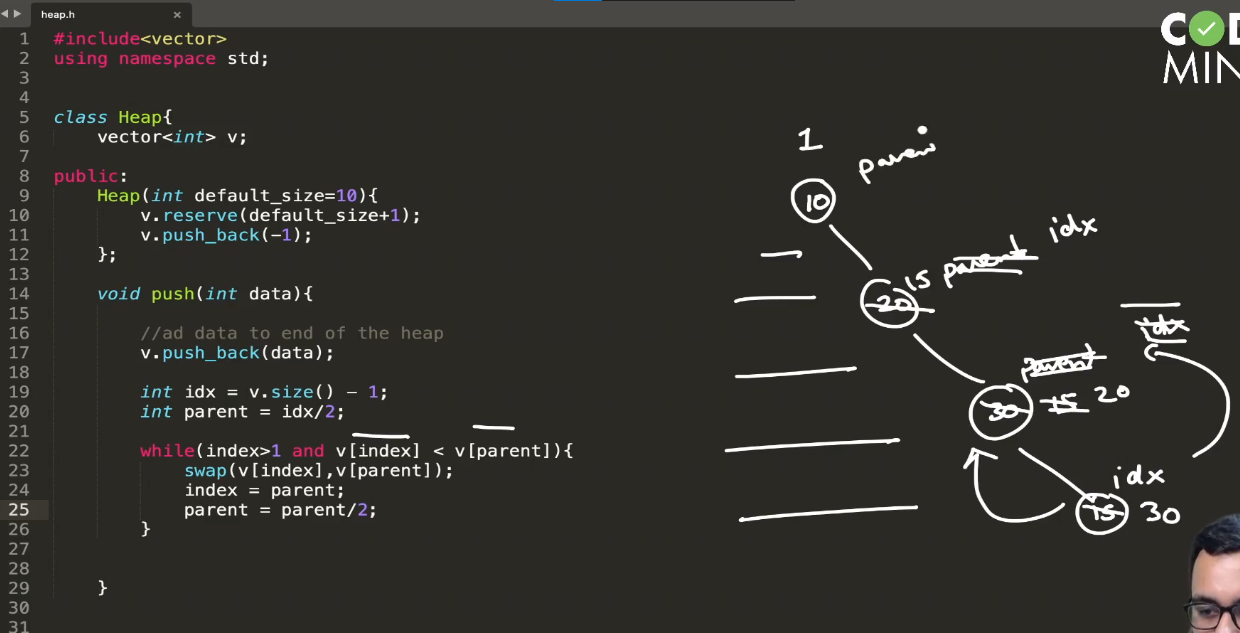 heap.h
1 #include<vector>
2 using namespace std;
3
4
5 class Heap{
6 vector<int> v;
7
8 public:
9 Heap(int default_size=10){
10 v.reserve(default_size+1);
11 v.push_back(-1);
12 };
13
14 void push(int data){
15
16 //ad data to end of the heap
17 v.push_back(data);
18
19 int idx = v.size() - 1;
20 int parent = idx/2;
21
22 while(index>1 and v[index] < v[parent]){
23 swap(v[index],v[parent]);
24 index = parent;
25 parent = parent/2;
26 }
27
28
29 }
30
31
COD
MIN
1
10
idx
15 parent
20
idx
parent
30 15 20
idx
15 30